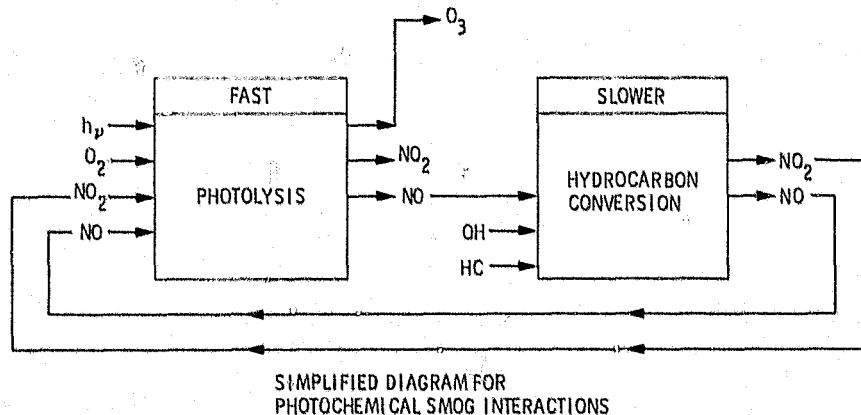 O3
FAST
SLOWER
hν
O2
NO2
NO
PHOTOLYSIS
NO2
NO
OH
HC
HYDROCARBON
CONVERSION
NO2
NO
SIMPLIFIED DIAGRAM FOR
PHOTOCHEMICAL SMOG INTERACTIONS